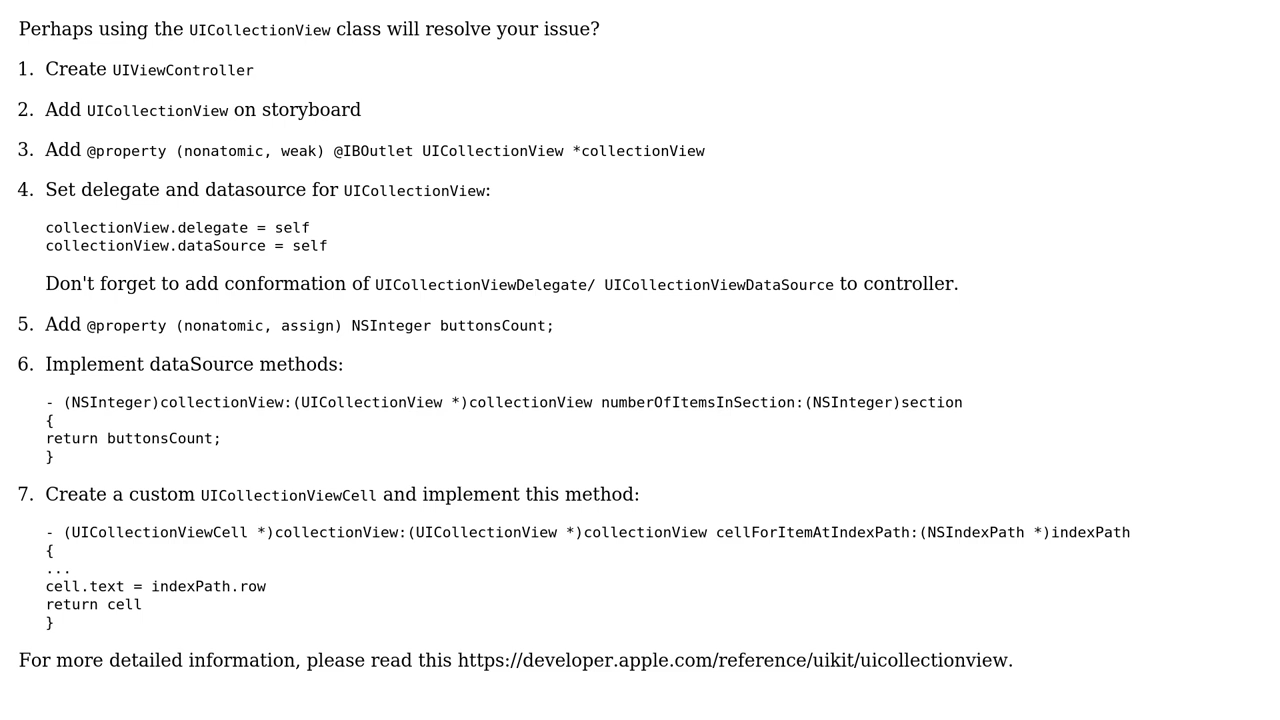 Perhaps using the UICollectionView class will resolve your issue?
1. Create UIViewController
2. Add UICollectionView on storyboard
3. Add @property (nonatomic, weak) @IBOutlet UICollectionView *collectionView
4. Set delegate and datasource for UICollectionView:
collectionView.delegate = self
collectionView.dataSource = self
Don't forget to add conformation of UICollectionViewDelegate/ UICollectionViewDataSource to controller.
5. Add @property (nonatomic, assign) NSInteger buttonsCount;
6. Implement dataSource methods:
- (NSInteger)collectionView:(UICollectionView *)collectionView numberOfItemsInSection:(NSInteger)section
{
return buttonsCount;
}
7. Create a custom UICollectionViewCell and implement this method:
- (UICollectionViewCell *)collectionView:(UICollectionView *)collectionView cellForItemAtIndexPath:(NSIndexPath *)indexPath
{
...
cell.text = indexPath.row
return cell
}
For more detailed information, please read this https://developer.apple.com/reference/uikit/uicollectionview.